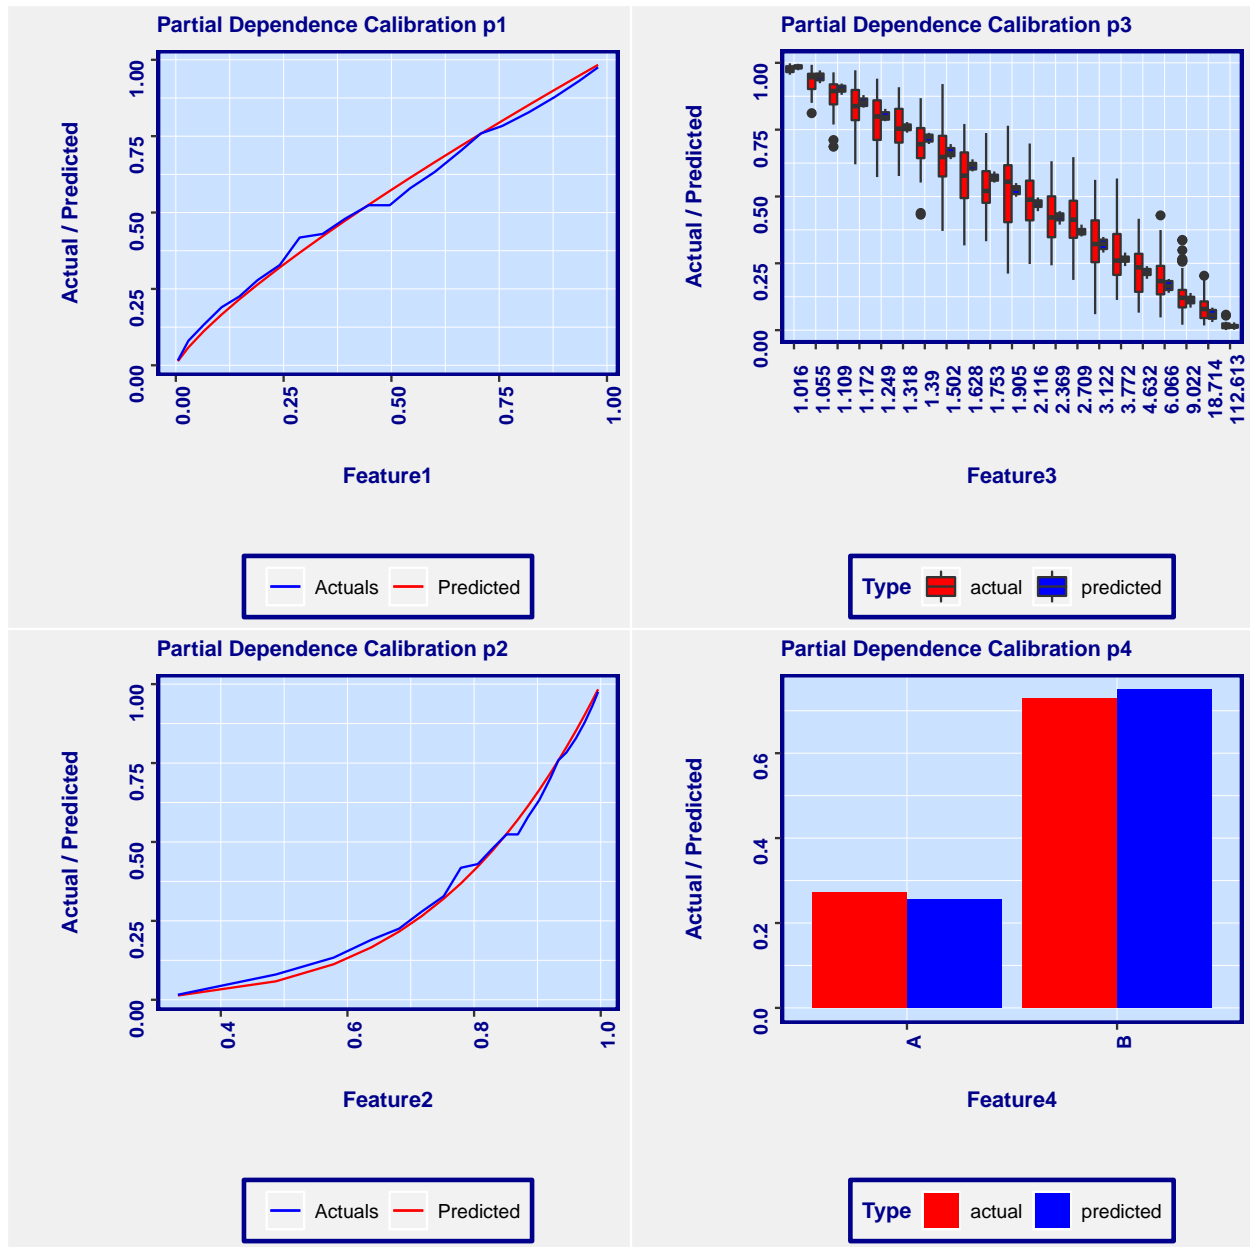 Partial Dependence Calibration p1
Actual / Predicted
1.00
0.75
0.50
0.25
0.00
0.00 0.25 0.50 0.75 1.00
Feature1
Actuals Predicted
Partial Dependence Calibration p3
Actual / Predicted
1.00
0.75
0.50
0.25
0.00
1.016 1.055 1.109 1.172 1.249 1.318 1.39 1.502 1.628 1.753 1.905 2.116 2.369 2.709 3.122 3.772 4.632 6.066 9.022 18.714 112.613
Feature3
Type actual predicted
Partial Dependence Calibration p2
Actual / Predicted
1.00
0.75
0.50
0.25
0.00
0.4 0.6 0.8 1.0
Feature2
Actuals Predicted
Partial Dependence Calibration p4
Actual / Predicted
0.6
0.4
0.2
0.0
A B
Feature4
Type actual predicted